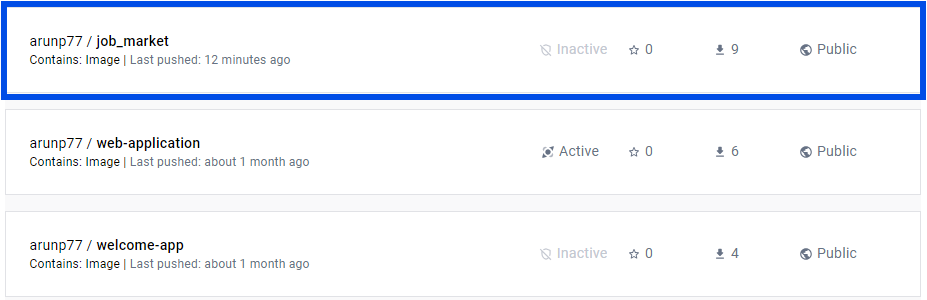 arunp77 / job_market
Contains: Image | Last pushed: 12 minutes ago
Inactive 0 9 Public
arunp77 / web-application
Contains: Image | Last pushed: about 1 month ago
Active 0 6 Public
arunp77 / welcome-app
Contains: Image | Last pushed: about 1 month ago
Inactive 0 4 Public